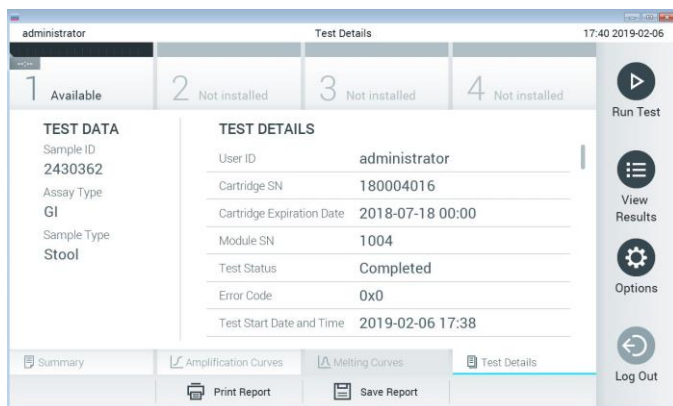 administrator Test Details 17:40 2019-02-06
1 Available 2 Not installed 3 Not installed 4 Not installed
Run Test
TEST DATA
Sample ID
2430362
Assay Type
GI
Sample Type
Stool
TEST DETAILS
User ID administrator
Cartridge SN 180004016
Cartridge Expiration Date 2018-07-18 00:00
Module SN 1004
Test Status Completed
Error Code 0x0
Test Start Date and Time 2019-02-06 17:38
View
Results
Options
Log Out
Summary Amplification Curves Melting Curves Test Details
Print Report Save Report